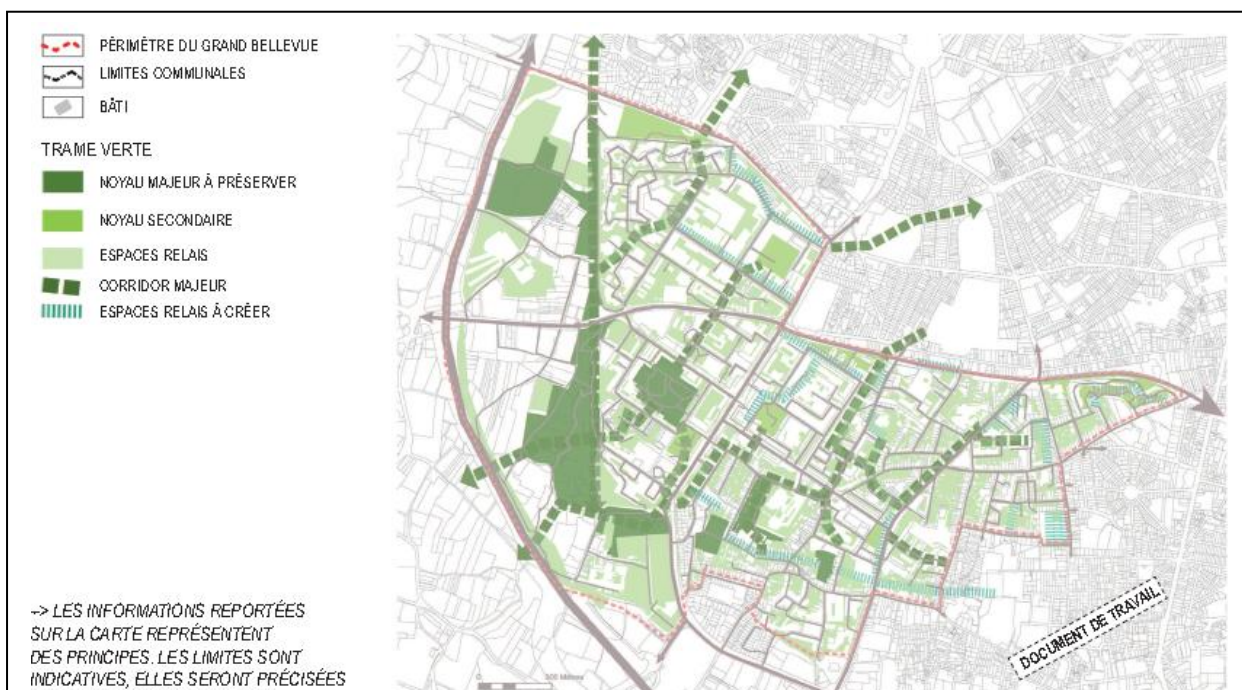 PÉRIMÈTRE DU GRAND BELLEVUE
LIMITES COMMUNALES
BÂTI
TRAME VERTE
NOYAU MAJEUR À PRÉSERVER
NOYAU SECONDAIRE
ESPACES RELAIS
CORRIDOR MAJEUR
ESPACES RELAIS À CRÉER
--> LES INFORMATIONS REPORTÉES
SUR LA CARTE REPRÉSENTENT
DES PRINCIPES. LES LIMITES SONT
INDICATIVES, ELLES SERONT PRÉCISÉES
DOCUMENT DE TRAVAIL